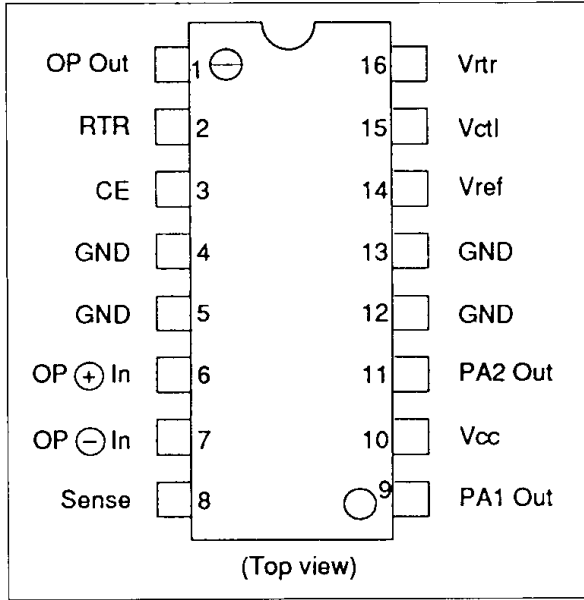 OP Out 1 16 Vrtr
RTR 2 15 Vctl
CE 3 14 Vref
GND 4 13 GND
GND 5 12 GND
OP ⊕ In 6 11 PA2 Out
OP ⊖ In 7 10 Vcc
Sense 8 9 PA1 Out
(Top view)